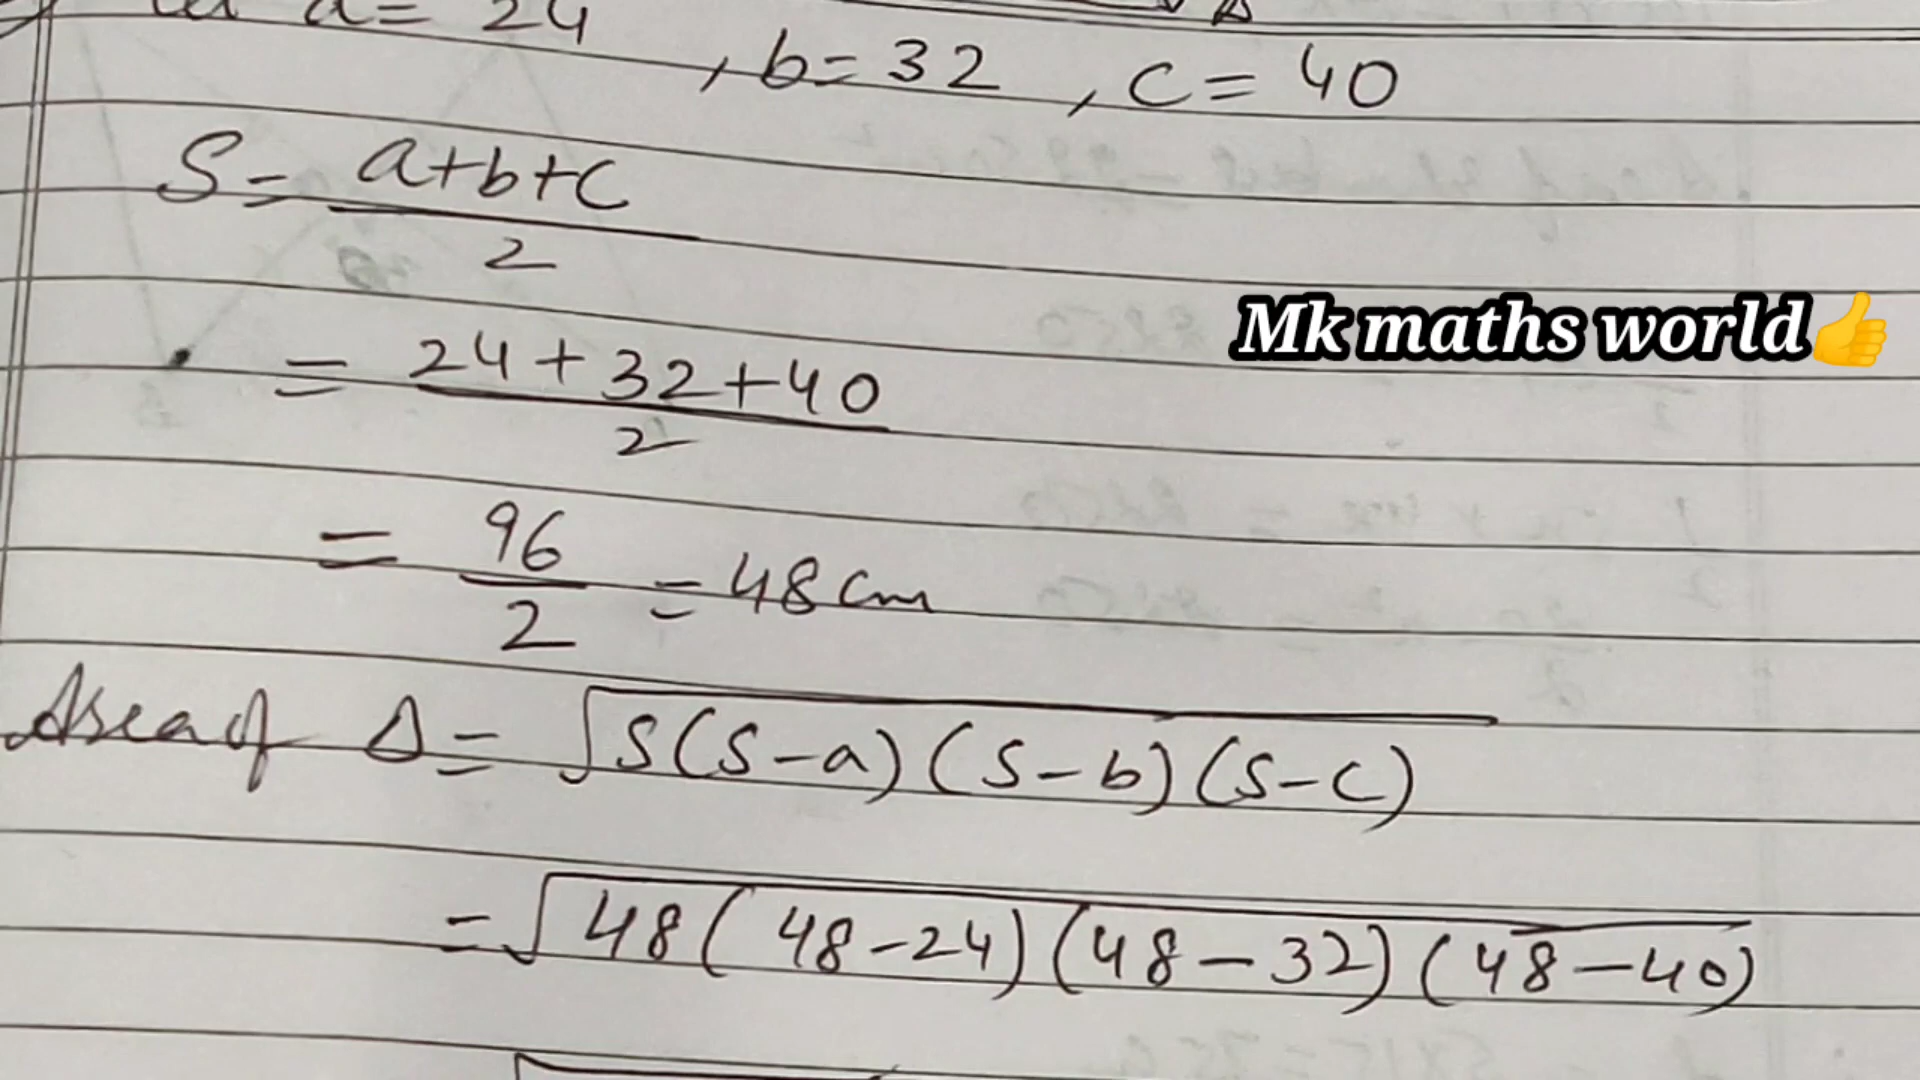 let a = 24 , b = 32 , c = 40
S = a+b+c
2
= 24 + 32 + 40
2
Mk maths world👍
= 96
2 = 48 cm
Area of Δ = √S(S-a)(S-b)(S-c)
= √48(48-24)(48-32)(48-40)